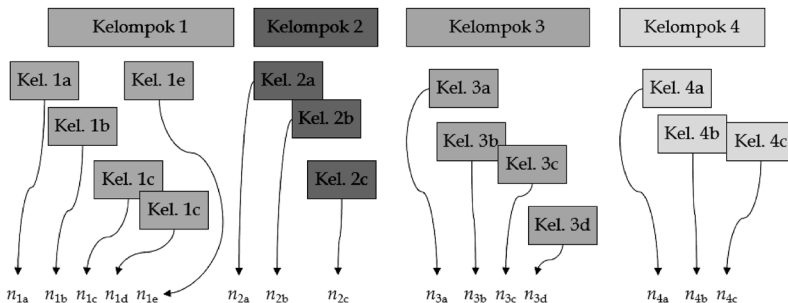 Kelompok 1 Kelompok 2 Kelompok 3 Kelompok 4
Kel. 1a Kel. 1e Kel. 2a Kel. 3a Kel. 4a
Kel. 1b Kel. 2b Kel. 3b Kel. 4b Kel. 4c
Kel. 1c Kel. 2c Kel. 3c
Kel. 1c Kel. 3d
n1a n1b n1c n1d n1e n2a n2b n2c n3a n3b n3c n3d n4a n4b n4c